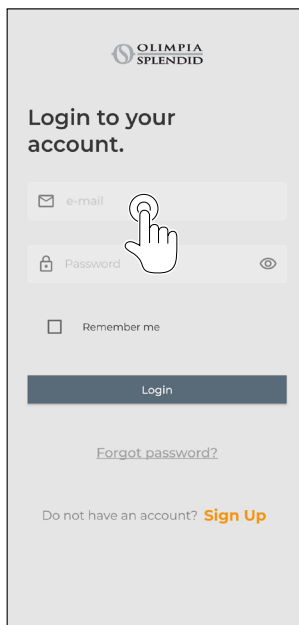 OLIMPIA
SPLENDID
Login to your
account.
e-mail
Password
Remember me
Login
Forgot password?
Do not have an account? Sign Up